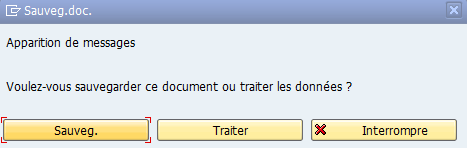 Sauveg.doc.
Apparition de messages
Voulez-vous sauvegarder ce document ou traiter les données ?
Sauveg.
Traiter
Interrompre